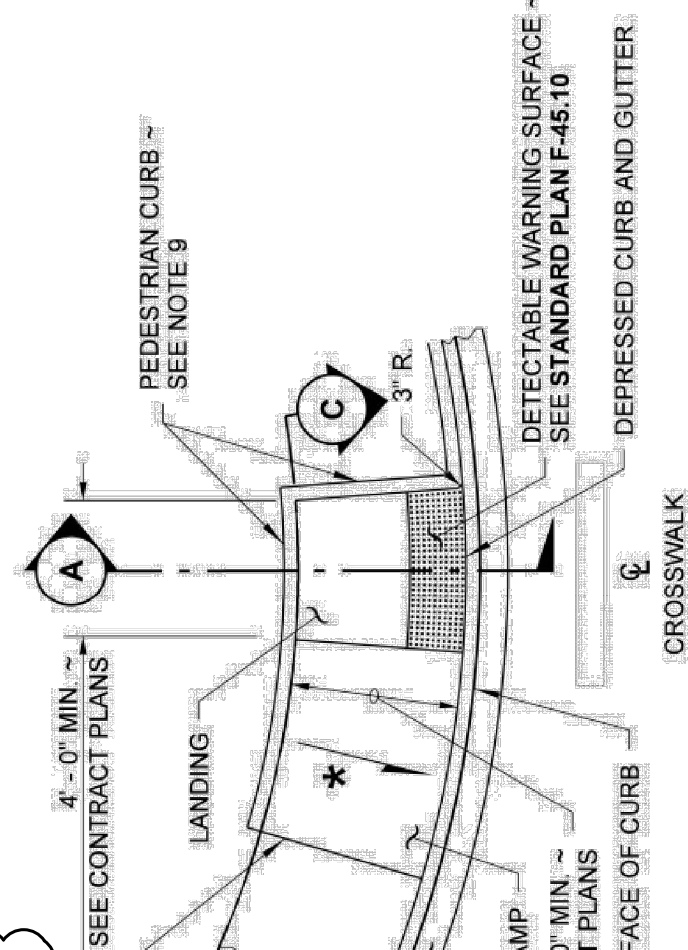 4' - 0" MIN. ~
SEE CONTRACT PLANS
A
PEDESTRIAN CURB ~
SEE NOTE 9
LANDING
C
3" R.
*
DETECTABLE WARNING SURFACE ~
SEE STANDARD PLAN F-45.10
DEPRESSED CURB AND GUTTER
℄
CROSSWALK
MIN. ~
PLANS
OF CURB